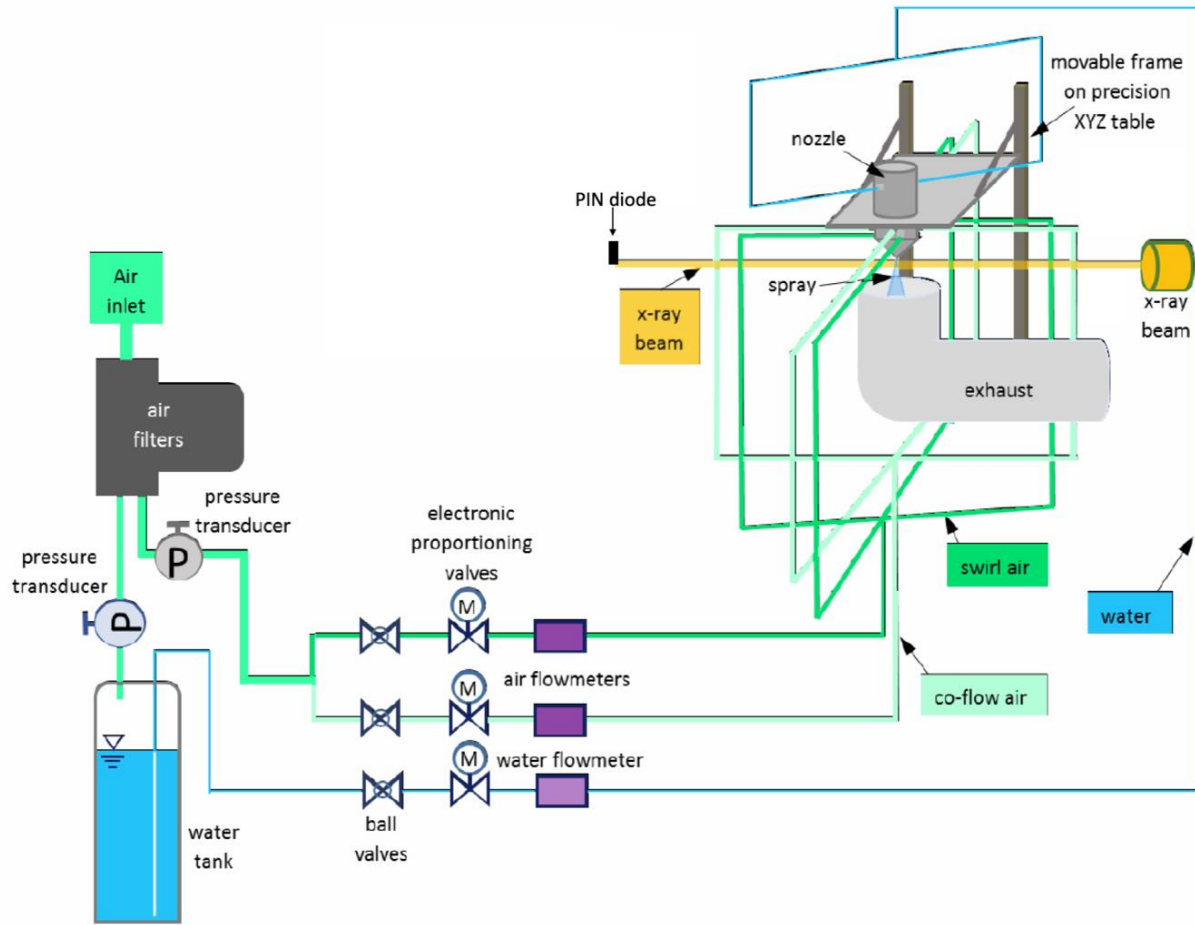 movable frame
on precision
XYZ table
nozzle
PIN diode
spray
x-ray
beam
x-ray
beam
exhaust
Air
inlet
air
filters
pressure
transducer
pressure
transducer
P
P
electronic
proportioning
valves
M
swirl air
water
air flowmeters
M
co-flow air
water flowmeter
M
ball
valves
water
tank